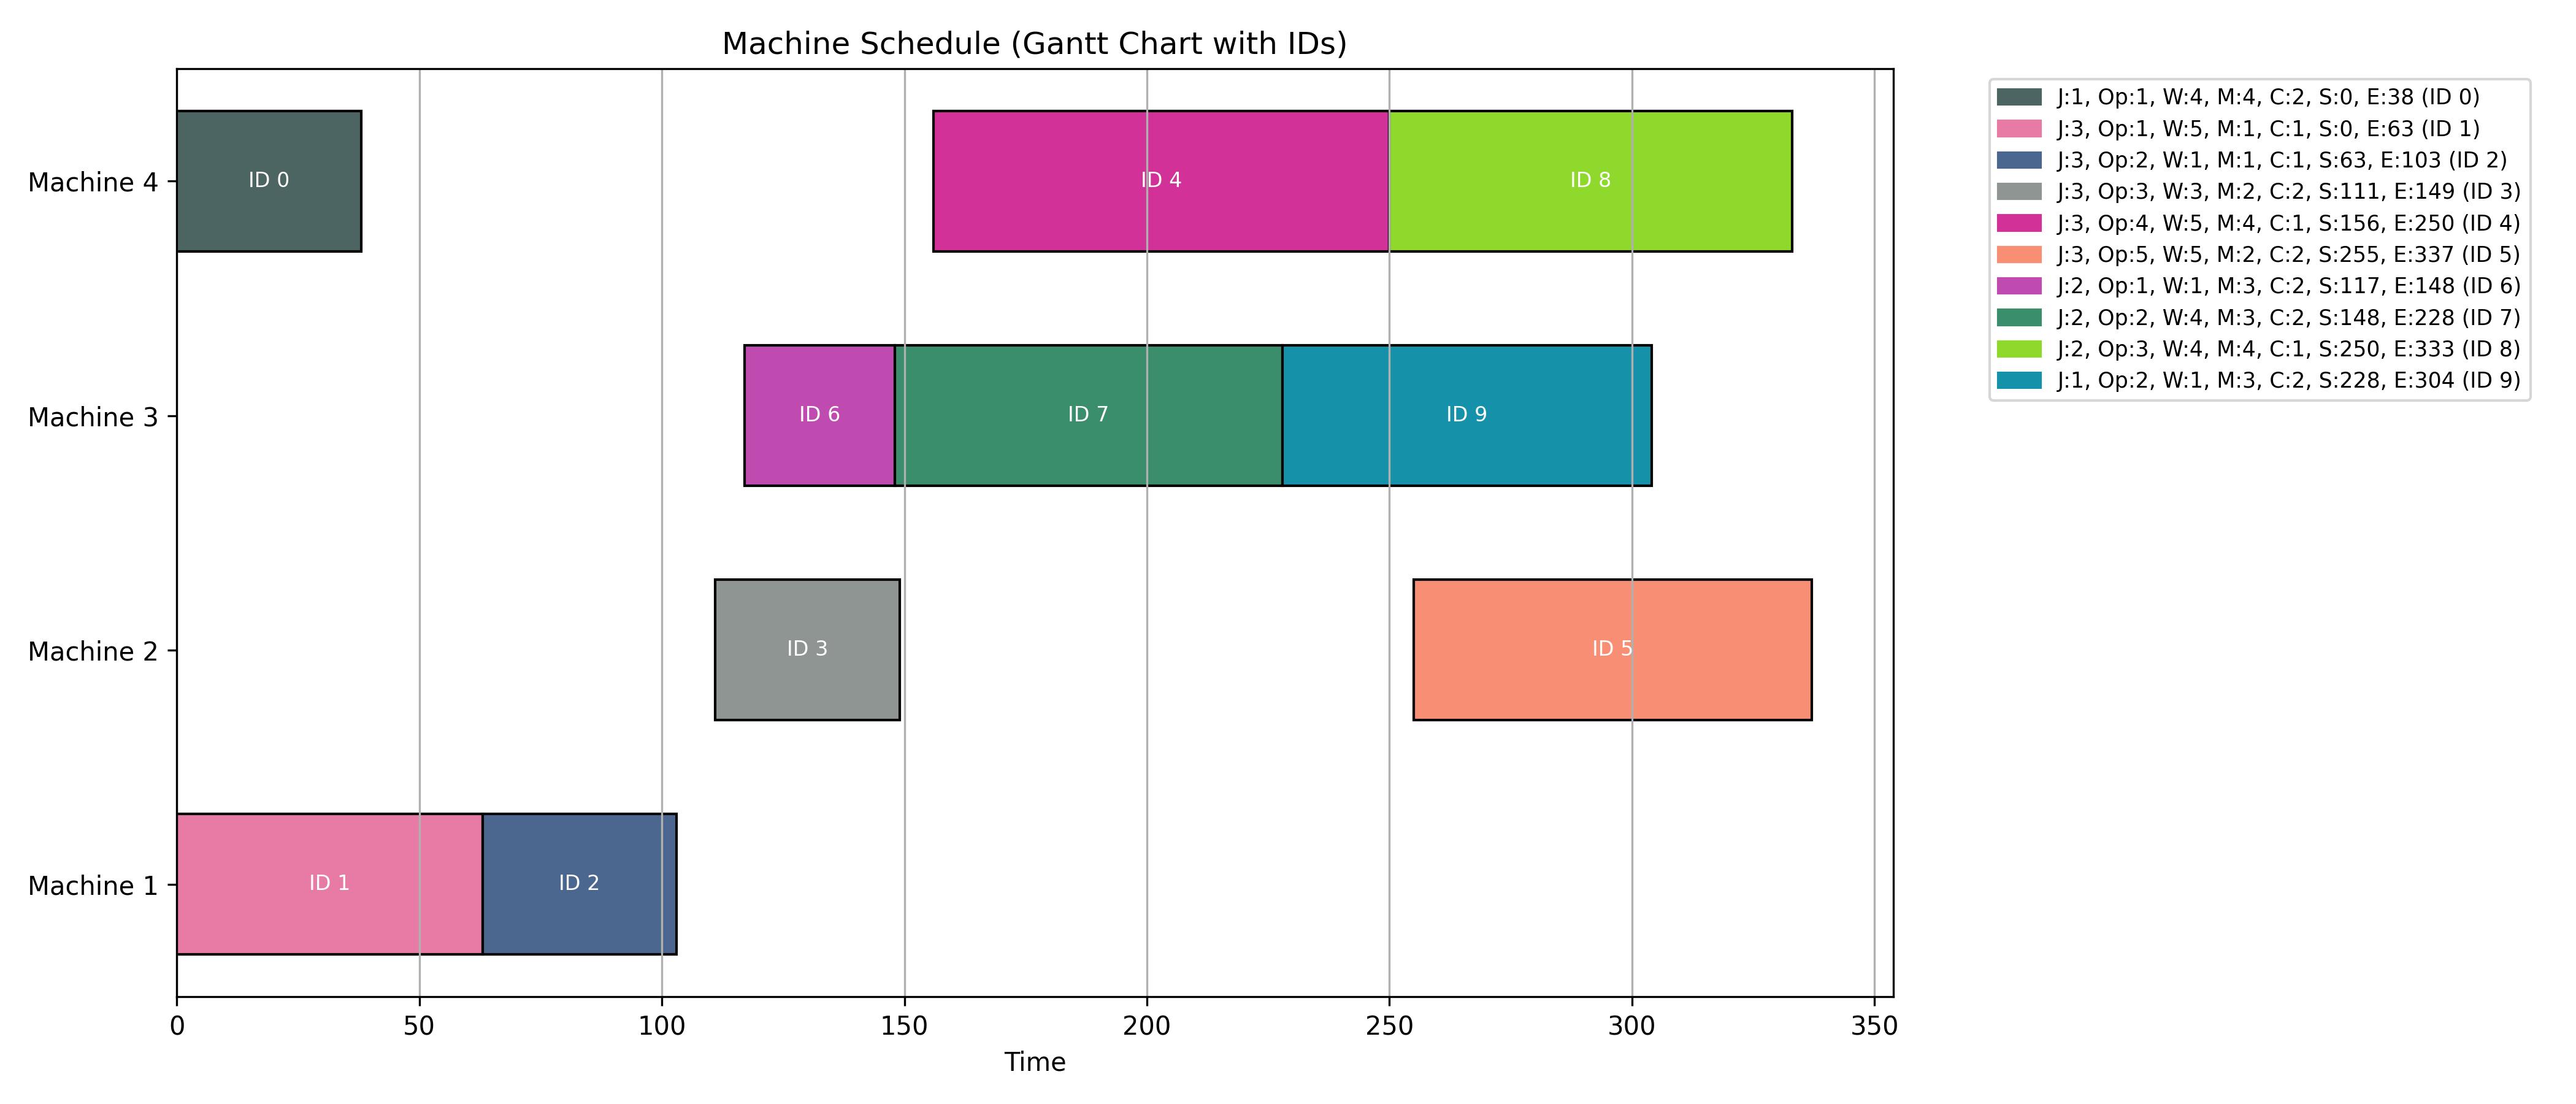 Machine Schedule (Gantt Chart with IDs)
Machine 4
Machine 3
Machine 2
Machine 1
ID 0
ID 4
ID 8
ID 6
ID 7
ID 9
ID 3
ID 5
ID 1
ID 2
0 50 100 150 200 250 300 350
Time
J:1, Op:1, W:4, M:4, C:2, S:0, E:38 (ID 0)
J:3, Op:1, W:5, M:1, C:1, S:0, E:63 (ID 1)
J:3, Op:2, W:1, M:1, C:1, S:63, E:103 (ID 2)
J:3, Op:3, W:3, M:2, C:2, S:111, E:149 (ID 3)
J:3, Op:4, W:5, M:4, C:1, S:156, E:250 (ID 4)
J:3, Op:5, W:5, M:2, C:2, S:255, E:337 (ID 5)
J:2, Op:1, W:1, M:3, C:2, S:117, E:148 (ID 6)
J:2, Op:2, W:4, M:3, C:2, S:148, E:228 (ID 7)
J:2, Op:3, W:4, M:4, C:1, S:250, E:333 (ID 8)
J:1, Op:2, W:1, M:3, C:2, S:228, E:304 (ID 9)